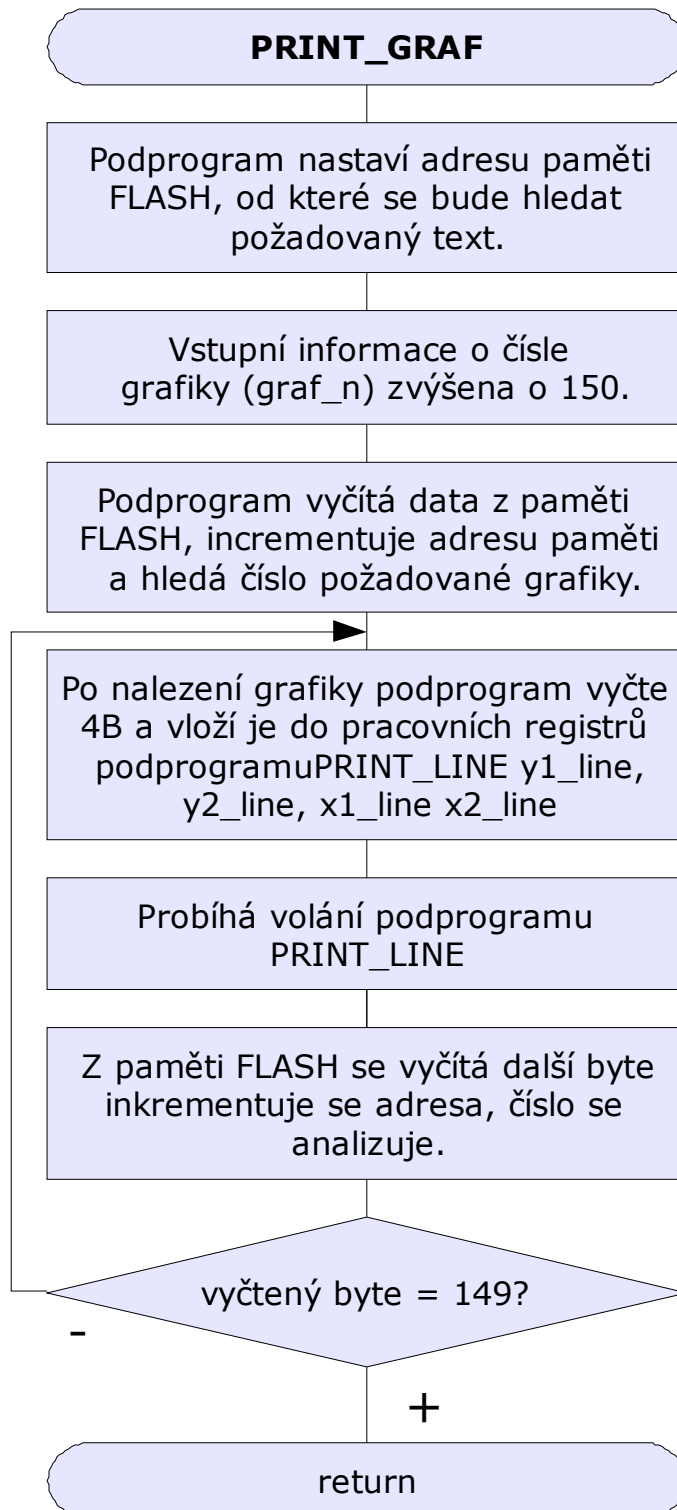 PRINT_GRAF
Podprogram nastaví adresu paměti
FLASH, od které se bude hledat
požadovaný text.
Vstupní informace o čísle
grafiky (graf_n) zvýšena o 150.
Podprogram vyčítá data z paměti
FLASH, incrementuje adresu paměti
a hledá číslo požadované grafiky.
Po nalezení grafiky podprogram vyčte
4B a vloží je do pracovních registrů
podprogramuPRINT_LINE y1_line,
y2_line, x1_line x2_line
Probíhá volání podprogramu
PRINT_LINE
Z paměti FLASH se vyčítá další byte
inkrementuje se adresa, číslo se
analizuje.
vyčtený byte = 149?
-
+
return